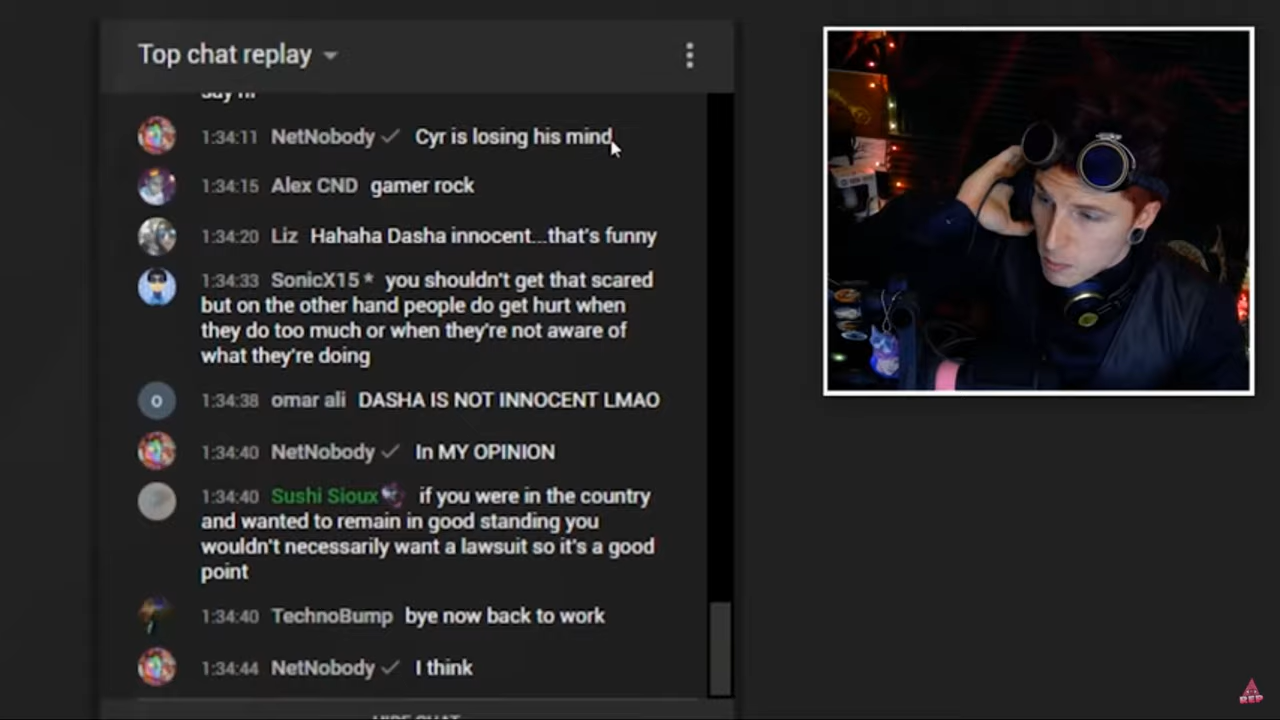 Top chat replay
say hi
1:34:11 NetNobody Cyr is losing his mind
1:34:15 Alex CND gamer rock
1:34:20 Liz Hahaha Dasha innocent...that's funny
1:34:33 SonicX15 * you shouldn't get that scared
but on the other hand people do get hurt when
they do too much or when they're not aware of
what they're doing
O
1:34:38 omar ali DASHA IS NOT INNOCENT LMAO
1:34:40 NetNobody In MY OPINION
1:34:40 Sushi Sioux if you were in the country
and wanted to remain in good standing you
wouldn't necessarily want a lawsuit so it's a good
point
1:34:40 TechnoBump bye now back to work
1:34:44 NetNobody I think
HIDE CHAT
REP